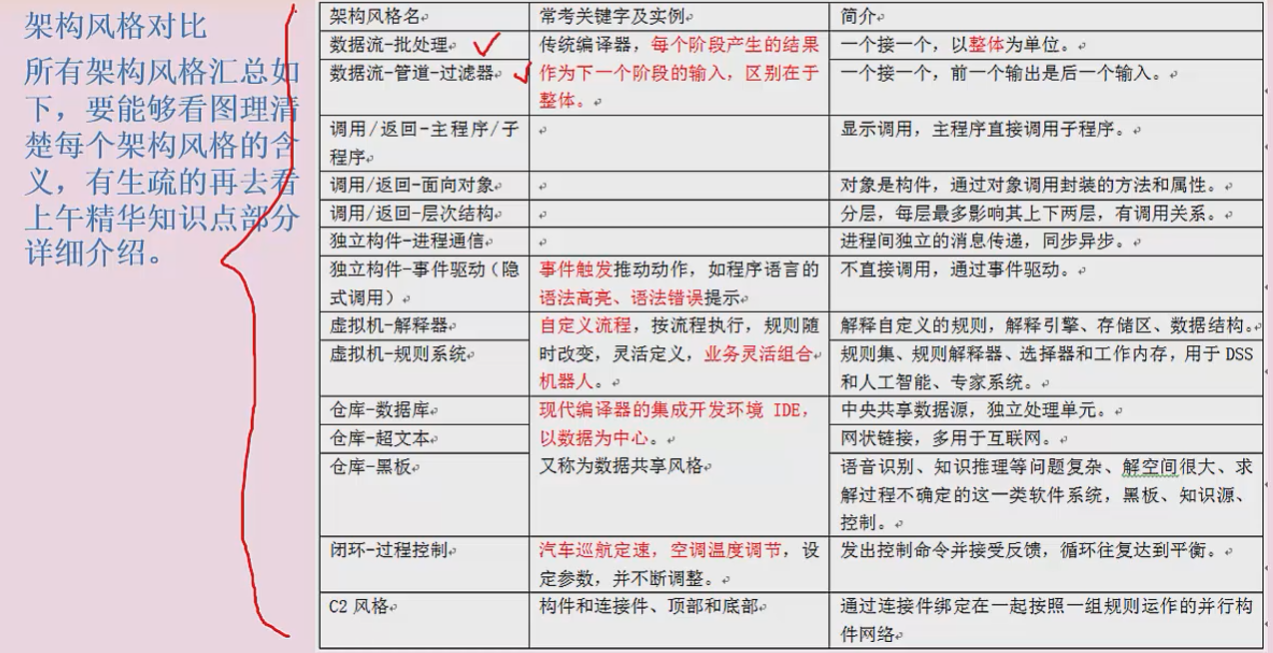 架构风格对比
所有架构风格汇总如
下，要能够看图理清
楚每个架构风格的含
义，有生疏的再去看
上午精华知识点部分
详细介绍。
架构风格名
常考关键字及实例
简介
数据流-批处理
传统编译器，每个阶段产生的结果
一个接一个，以整体为单位。
数据流-管道-过滤器
作为下一个阶段的输入，区别在于
整体。
一个接一个，前一个输出是后一个输入。
调用/返回-主程序/子
程序
显示调用，主程序直接调用子程序。
调用/返回-面向对象
对象是构件，通过对象调用封装的方法和属性。
调用/返回-层次结构
分层，每层最多影响其上下两层，有调用关系。
独立构件-进程通信
进程间独立的消息传递，同步异步。
独立构件-事件驱动（隐
式调用）
事件触发推动动作，如程序语言的
语法高亮、语法错误提示
不直接调用，通过事件驱动。
虚拟机-解释器
自定义流程，按流程执行，规则随
解释自定义的规则，解释引擎、存储区、数据结构。
虚拟机-规则系统
时改变，灵活定义，业务灵活组合
机器人。
规则集、规则解释器、选择器和工作内存，用于 DSS
和人工智能、专家系统。
仓库-数据库
现代编译器的集成开发环境 IDE，
中央共享数据源，独立处理单元。
仓库-超文本
以数据为中心。
网状链接，多用于互联网。
仓库-黑板
又称为数据共享风格
语音识别、知识推理等问题复杂、解空间很大、求
解过程不确定的这一类软件系统，黑板、知识源、
控制。
闭环-过程控制
汽车巡航定速，空调温度调节，设
定参数，并不断调整。
发出控制命令并接受反馈，循环往复达到平衡。
C2 风格
构件和连接件、顶部和底部
通过连接件绑定在一起按照一组规则运作的并行构
件网络